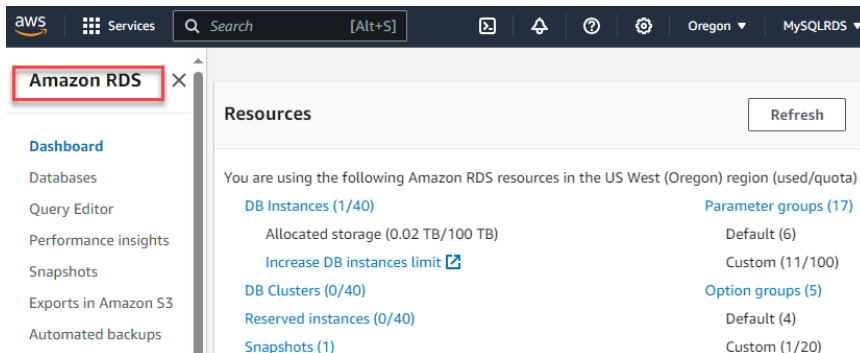 aws Services Search [Alt+S] Oregon MySQLRDS
Amazon RDS
Dashboard
Databases
Query Editor
Performance insights
Snapshots
Exports in Amazon S3
Automated backups
Resources
Refresh
You are using the following Amazon RDS resources in the US West (Oregon) region (used/quota)
DB Instances (1/40)
Allocated storage (0.02 TB/100 TB)
Increase DB instances limit
DB Clusters (0/40)
Reserved instances (0/40)
Snapshots (1)
Parameter groups (17)
Default (6)
Custom (11/100)
Option groups (5)
Default (4)
Custom (1/20)